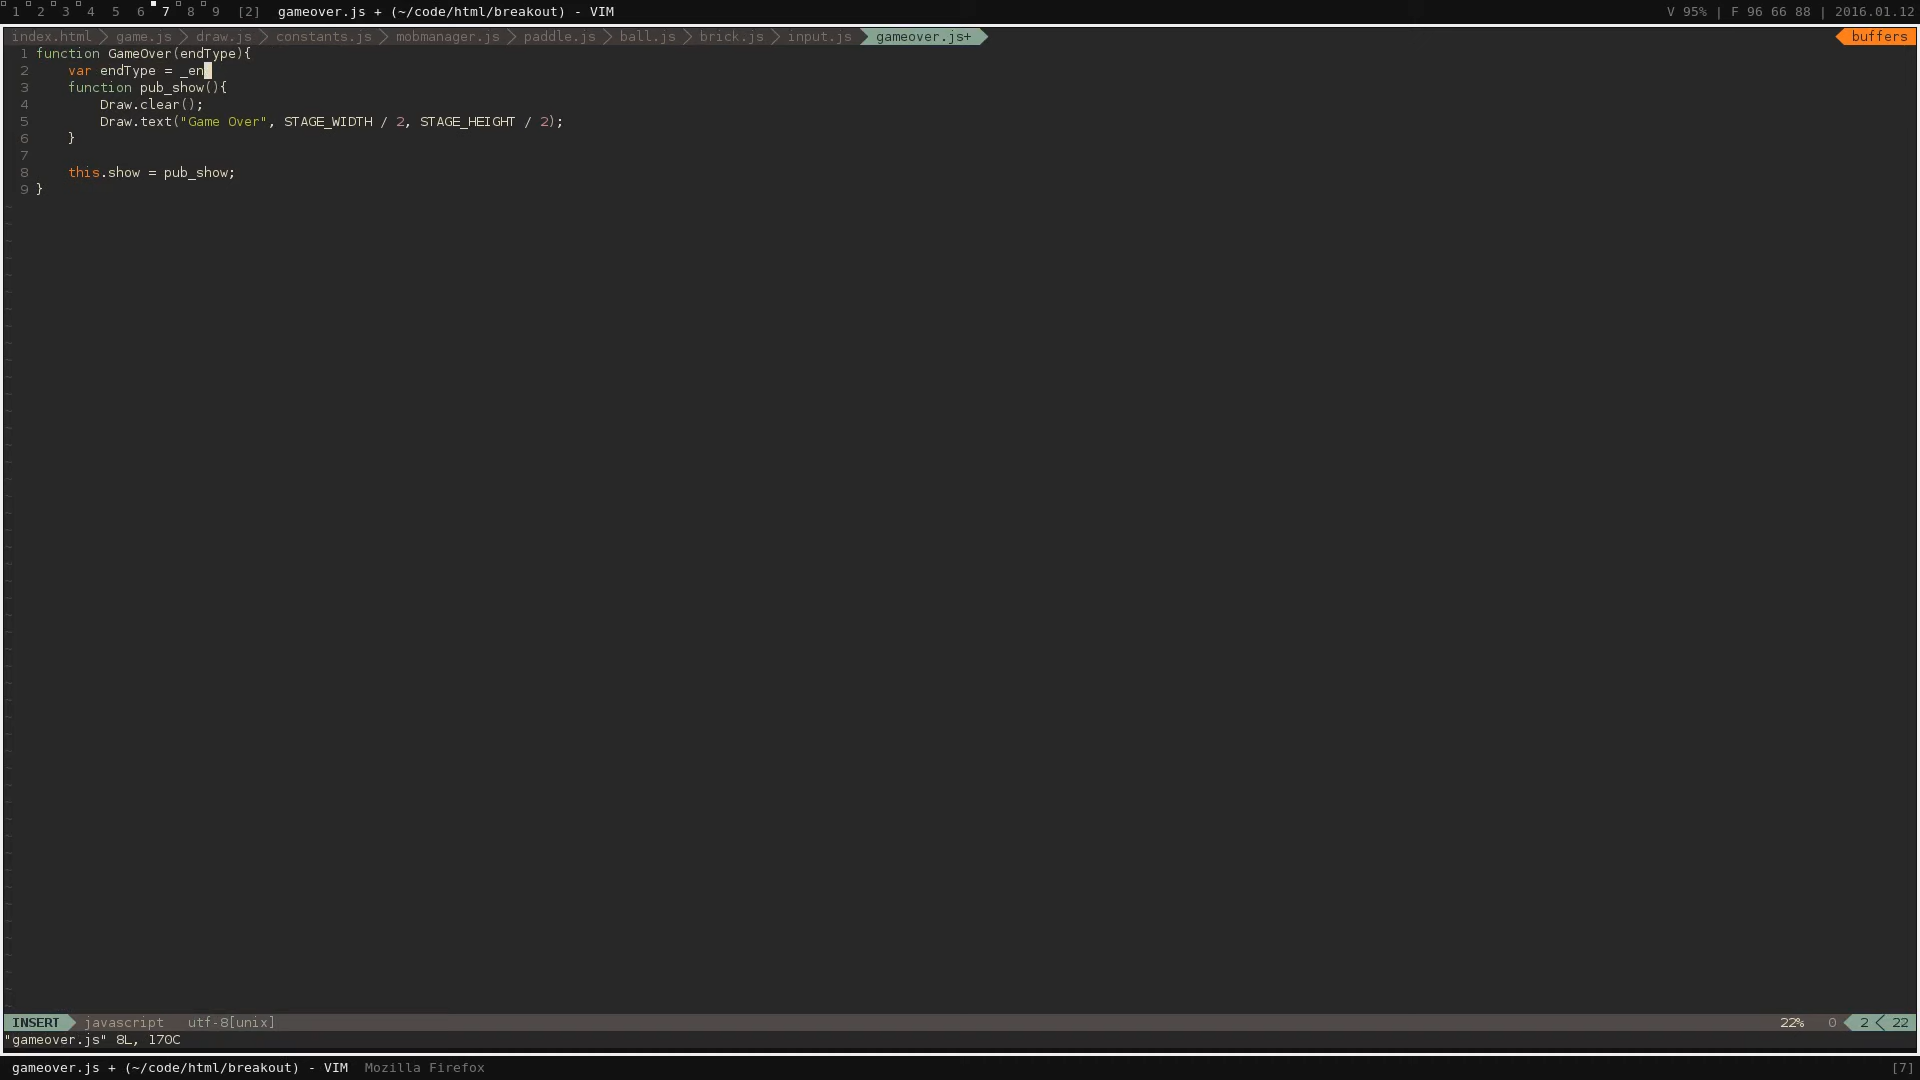 1 2 3 4 5 6 7 8 9 [2] gameover.js + (~/code/html/breakout) - VIM V 95% | F 96 66 88 | 2016.01.12
index.html game.js draw.js constants.js mobmanager.js paddle.js ball.js brick.js input.js gameover.js+ buffers
1 function GameOver(endType){
2 var endType = _en
3 function pub_show(){
4 Draw.clear();
5 Draw.text("Game Over", STAGE_WIDTH / 2, STAGE_HEIGHT / 2);
6 }
7
8 this.show = pub_show;
9 }
INSERT javascript utf-8[unix] 22% 0 2 22
"gameover.js" 8L, 170C
gameover.js + (~/code/html/breakout) - VIM Mozilla Firefox [7]